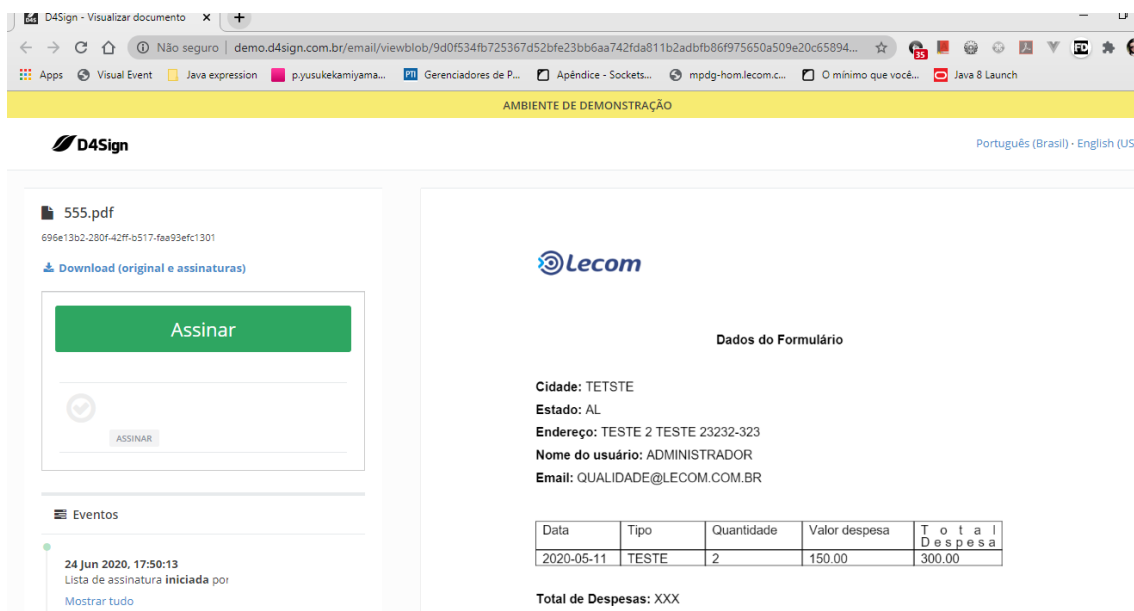 D4Sign - Visualizar documento
Não seguro | demo.d4sign.com.br/email/viewblob/9d0f534fb725367d52bfe23bb6aa742fda811b2adbfb86f975650a509e20c65894...
35
FD
Apps Visual Event Java expression p.yusukekamiyama... PTI Gerenciadores de P... Apêndice - Sockets... mpdg-hom.lecom.c... O mínimo que você... Java 8 Launch
AMBIENTE DE DEMONSTRAÇÃO
D4Sign
Português (Brasil) · English (US
555.pdf
696e13b2-280f-42ff-b517-faa93efc1301
Download (original e assinaturas)
Assinar
ASSINAR
Eventos
24 Jun 2020, 17:50:13
Lista de assinatura iniciada por
Mostrar tudo
Lecom
Dados do Formulário
Cidade: TETSTE
Estado: AL
Endereço: TESTE 2 TESTE 23232-323
Nome do usuário: ADMINISTRADOR
Email: QUALIDADE@LECOM.COM.BR
Data Tipo Quantidade Valor despesa Total Despesa
2020-05-11 TESTE 2 150.00 300.00
Total de Despesas: XXX